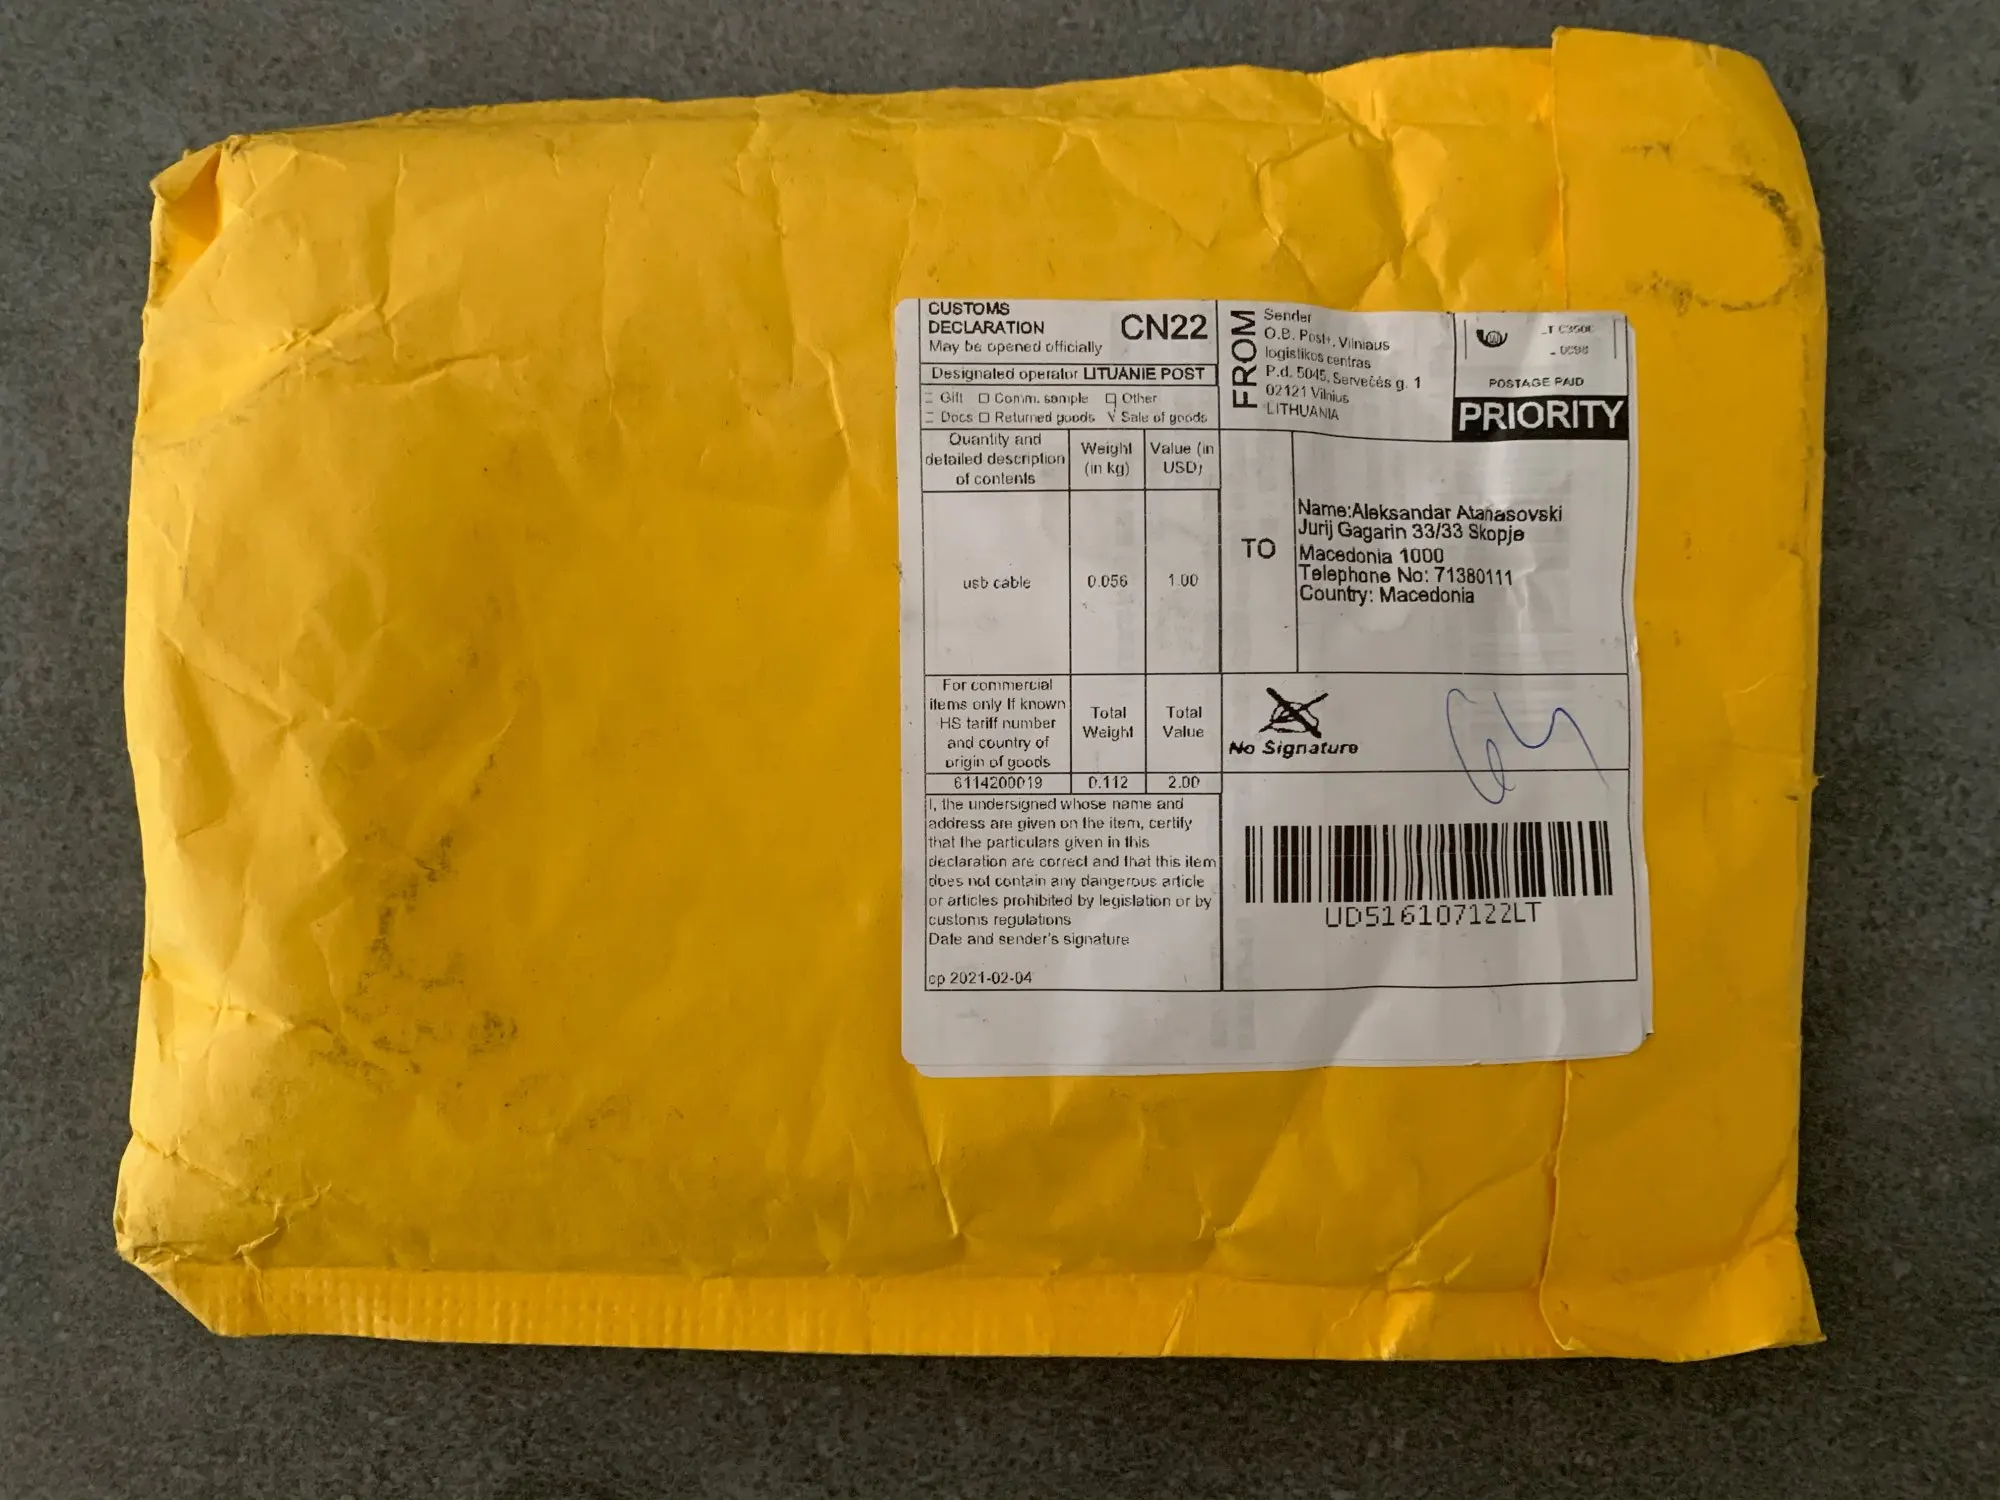 CUSTOMS
DECLARATION
May be opened officially
CN22
Designated operator LITUANIE POST
Gift Comm. sample Other
Docs Returned goods √ Sale of goods
Quantity and
detailed description
of contents
Weight
(in kg)
Value (in
USD)
usb cable
0.056
1.00
For commercial
items only If known
HS tariff number
and country of
origin of goods
Total
Weight
Total
Value
6114200019
0.112
2.00
I, the undersigned whose name and
address are given on the item, certify
that the particulars given in this
declaration are correct and that this item
does not contain any dangerous article
or articles prohibited by legislation or by
customs regulations
Date and sender's signature
cp 2021-02-04
FROM
Sender
O.B. Post, Vilniaus
logistikos centras
P.d. 5045, Servečės g. 1
02121 Vilnius
LITHUANIA
POSTAGE PAID
PRIORITY
TO
Name:Aleksandar Atanasovski
Jurij Gagarin 33/33 Skopje
Macedonia 1000
Telephone No: 71380111
Country: Macedonia
No Signature
UD516107122LT